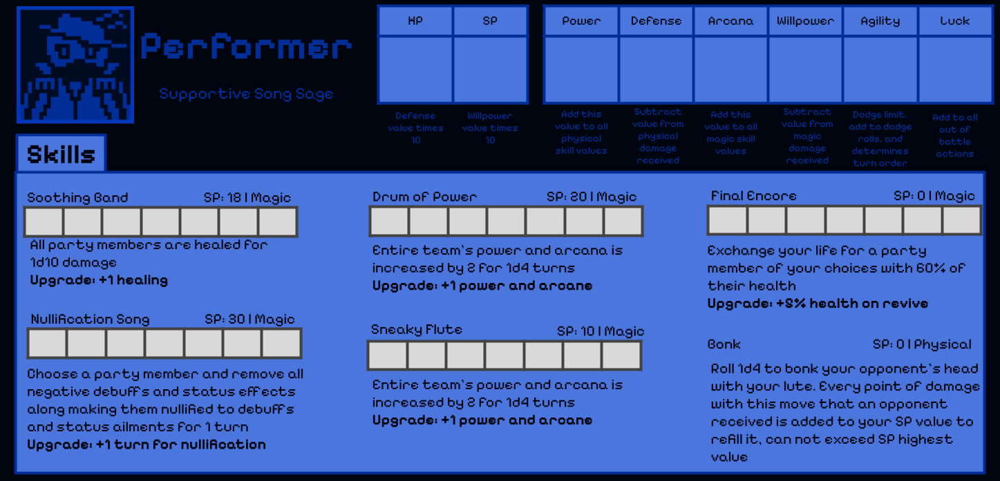 Performer
Supportive Song Sage
HP
SP
Defense
value times
10
Willpower
value times
10
Power
Defense
Arcana
Willpower
Agility
Luck
Add this
value to all
physical
skill values
Subtract
value from
physical
damage
received
Add this
value to all
magic skill
values
Subtract
value from
magic
damage
received
Dodge limit,
add to dodge
rolls, and
determines
turn order
Add to all
out of
battle
actions
Skills
Soothing Band SP: 18 | Magic
All party members are healed for
1d10 damage
Upgrade: +1 healing
Nullification Song SP: 30 | Magic
Choose a party member and remove all
negative debuffs and status effects
along making them nullified to debuffs
and status ailments for 1 turn
Upgrade: +1 turn for nullification
Drum of Power SP: 20 | Magic
Entire team's power and arcana is
increased by 2 for 1d4 turns
Upgrade: +1 power and arcane
Sneaky Flute SP: 10 | Magic
Entire team's power and arcana is
increased by 2 for 1d4 turns
Upgrade: +1 power and arcane
Final Encore SP: 0 | Magic
Exchange your life for a party
member of your choices with 60% of
their health
Upgrade: +8% health on revive
Bonk SP: 0 | Physical
Roll 1d4 to bonk your opponent's head
with your lute. Every point of damage
with this move that an opponent
received is added to your SP value to
refill it, can not exceed SP highest
value